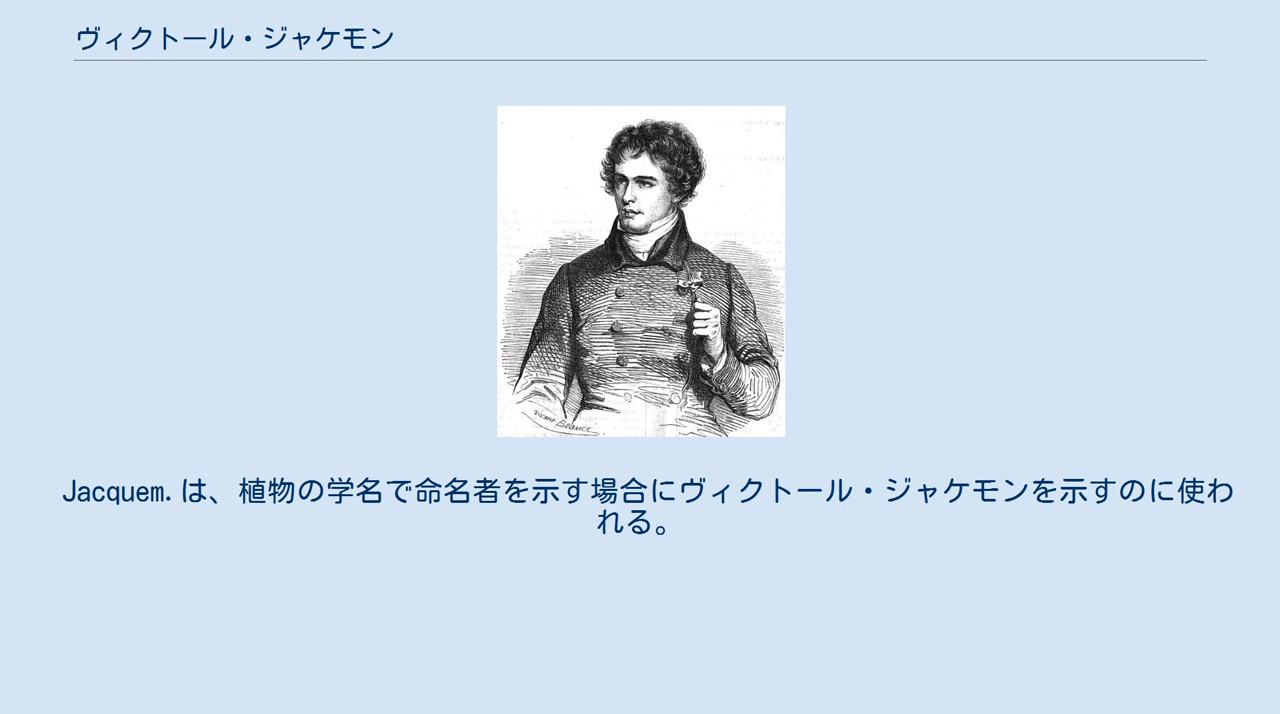 ヴィクトール・ジャケモン
Vivant Beaucé.
Jacquem. は、植物の学名で命名者を示す場合にヴィクトール・ジャケモンを示すのに使わ
れる。